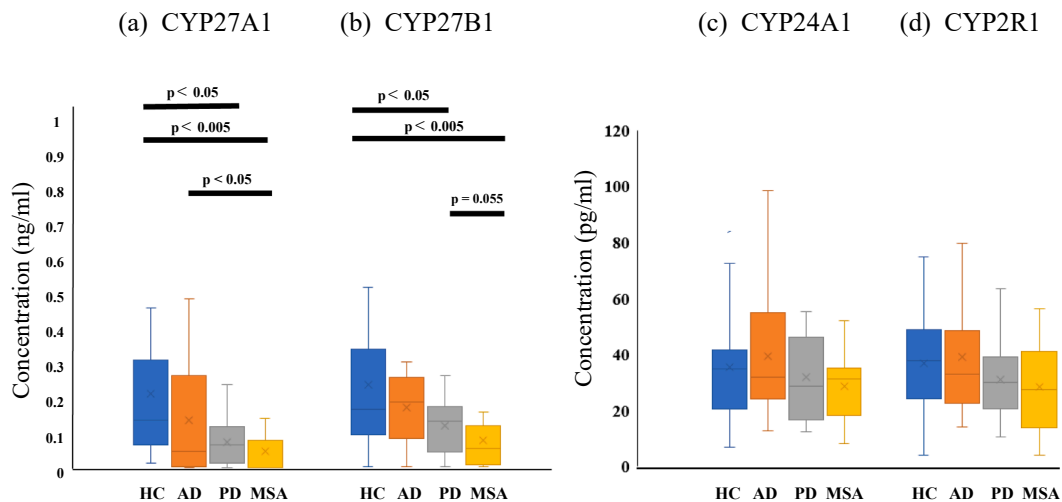 (a) CYP27A1
(b) CYP27B1
(c) CYP24A1
(d) CYP2R1
Concentration (ng/ml)
1
0.9
0.8
0.7
0.6
0.5
0.4
0.3
0.2
0.1
0
p < 0.05
p < 0.005
p < 0.05
HC AD PD MSA
p < 0.05
p < 0.005
p = 0.055
HC AD PD MSA
Concentration (pg/ml)
120
100
80
60
40
20
0
HC AD PD MSA
HC AD PD MSA